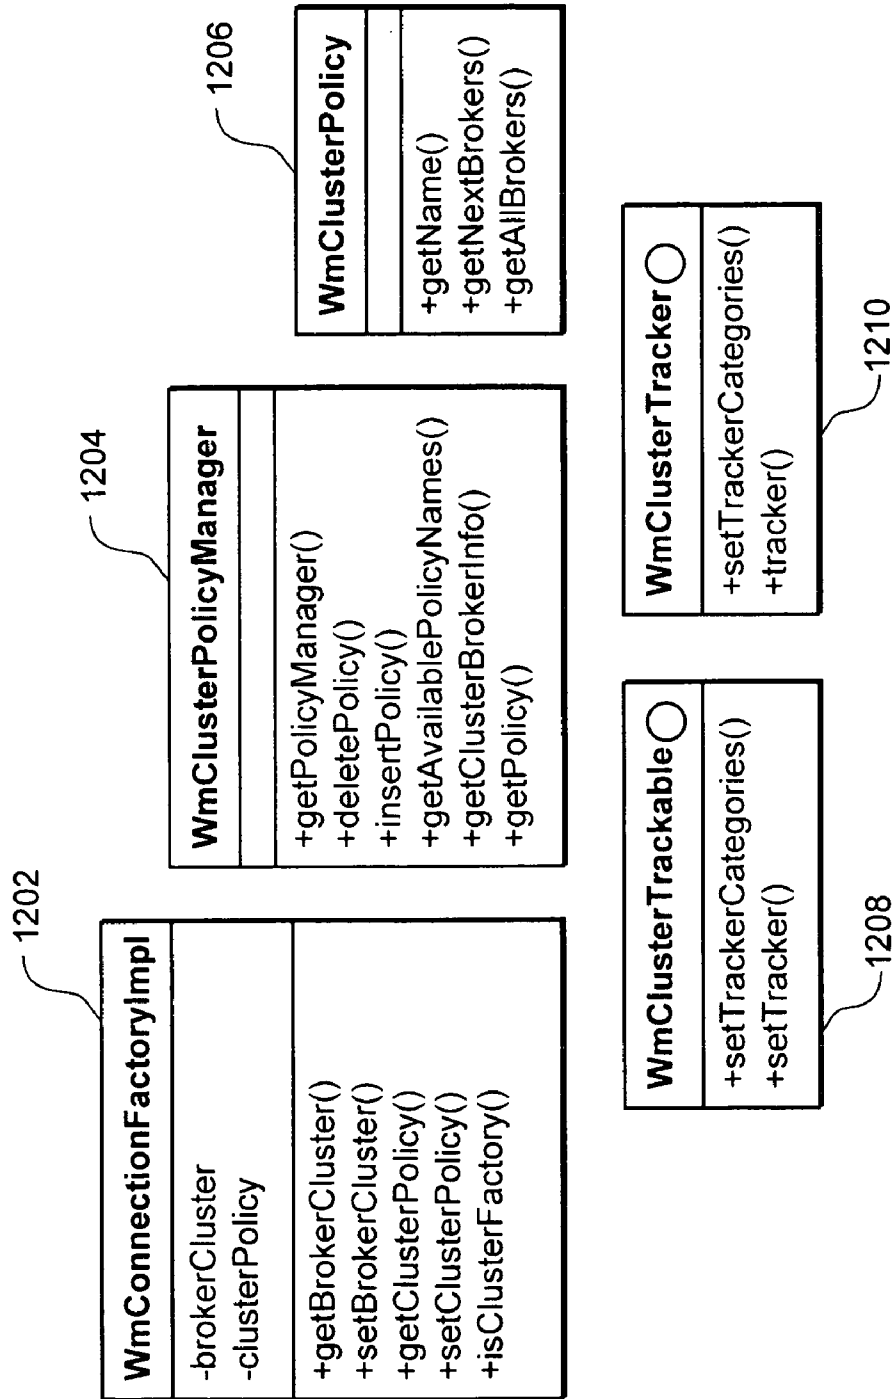 1202
WmConnectionFactoryImpl
-brokerCluster
-clusterPolicy
+getBrokerCluster()
+setBrokerCluster()
+getClusterPolicy()
+setClusterPolicy()
+isClusterFactory()
1204
WmClusterPolicyManager
+getPolicyManager()
+deletePolicy()
+insertPolicy()
+getAvailablePolicyNames()
+getClusterBrokerInfo()
+getPolicy()
1206
WmClusterPolicy
+getName()
+getNextBrokers()
+getAllBrokers()
WmClusterTrackable
+setTrackerCategories()
+setTracker()
1208
WmClusterTracker
+setTrackerCategories()
+tracker()
1210